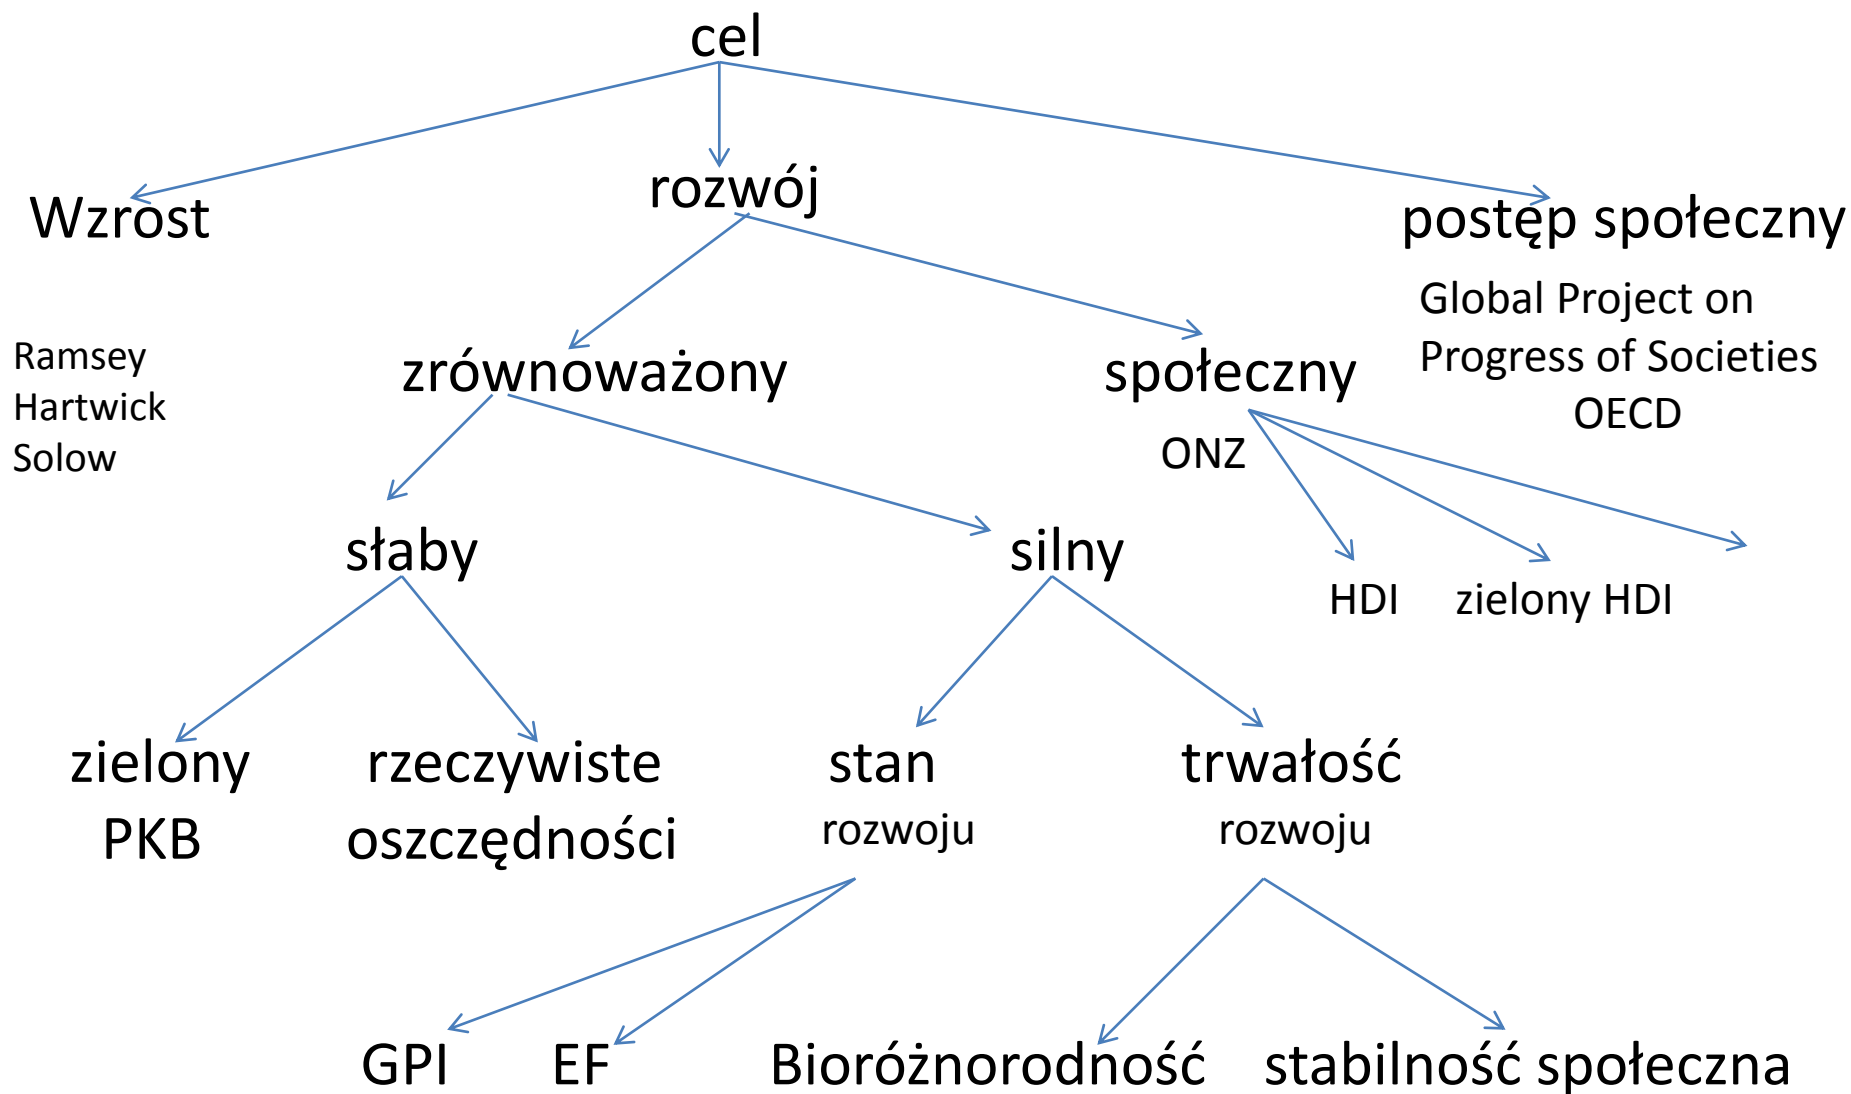 cel
Wzrost
rozwój
postęp społeczny
Global Project on
Progress of Societies
OECD
Ramsey
Hartwick
Solow
zrównoważony
społeczny
ONZ
słaby
silny
HDI
zielony HDI
zielony
PKB
rzeczywiste
oszczędności
stan
rozwoju
trwałość
rozwoju
GPI
EF
Bioróżnorodność
stabilność społeczna